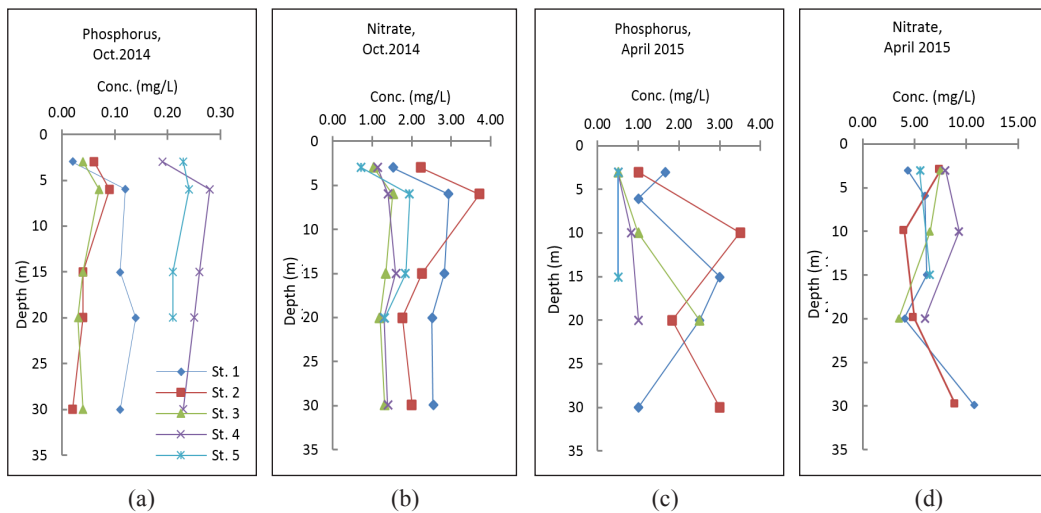 Phosphorus,
Oct.2014
Conc. (mg/L)
0.00 0.10 0.20 0.30
0
5
10
15
20
25
30
35
Depth (m)
St. 1
St. 2
St. 3
St. 4
St. 5
(a)
Nitrate,
Oct.2014
Conc. (mg/L)
0.00 1.00 2.00 3.00 4.00
0
5
10
15
20
25
30
35
Depth (m)
(b)
Phosphorus,
April 2015
Conc. (mg/L)
0.00 1.00 2.00 3.00 4.00
0
5
10
15
20
25
30
35
Depth (m)
(c)
Nitrate,
April 2015
Conc. (mg/L)
0.00 5.00 10.00 15.00
0
5
10
15
20
25
30
35
Depth (m)
(d)